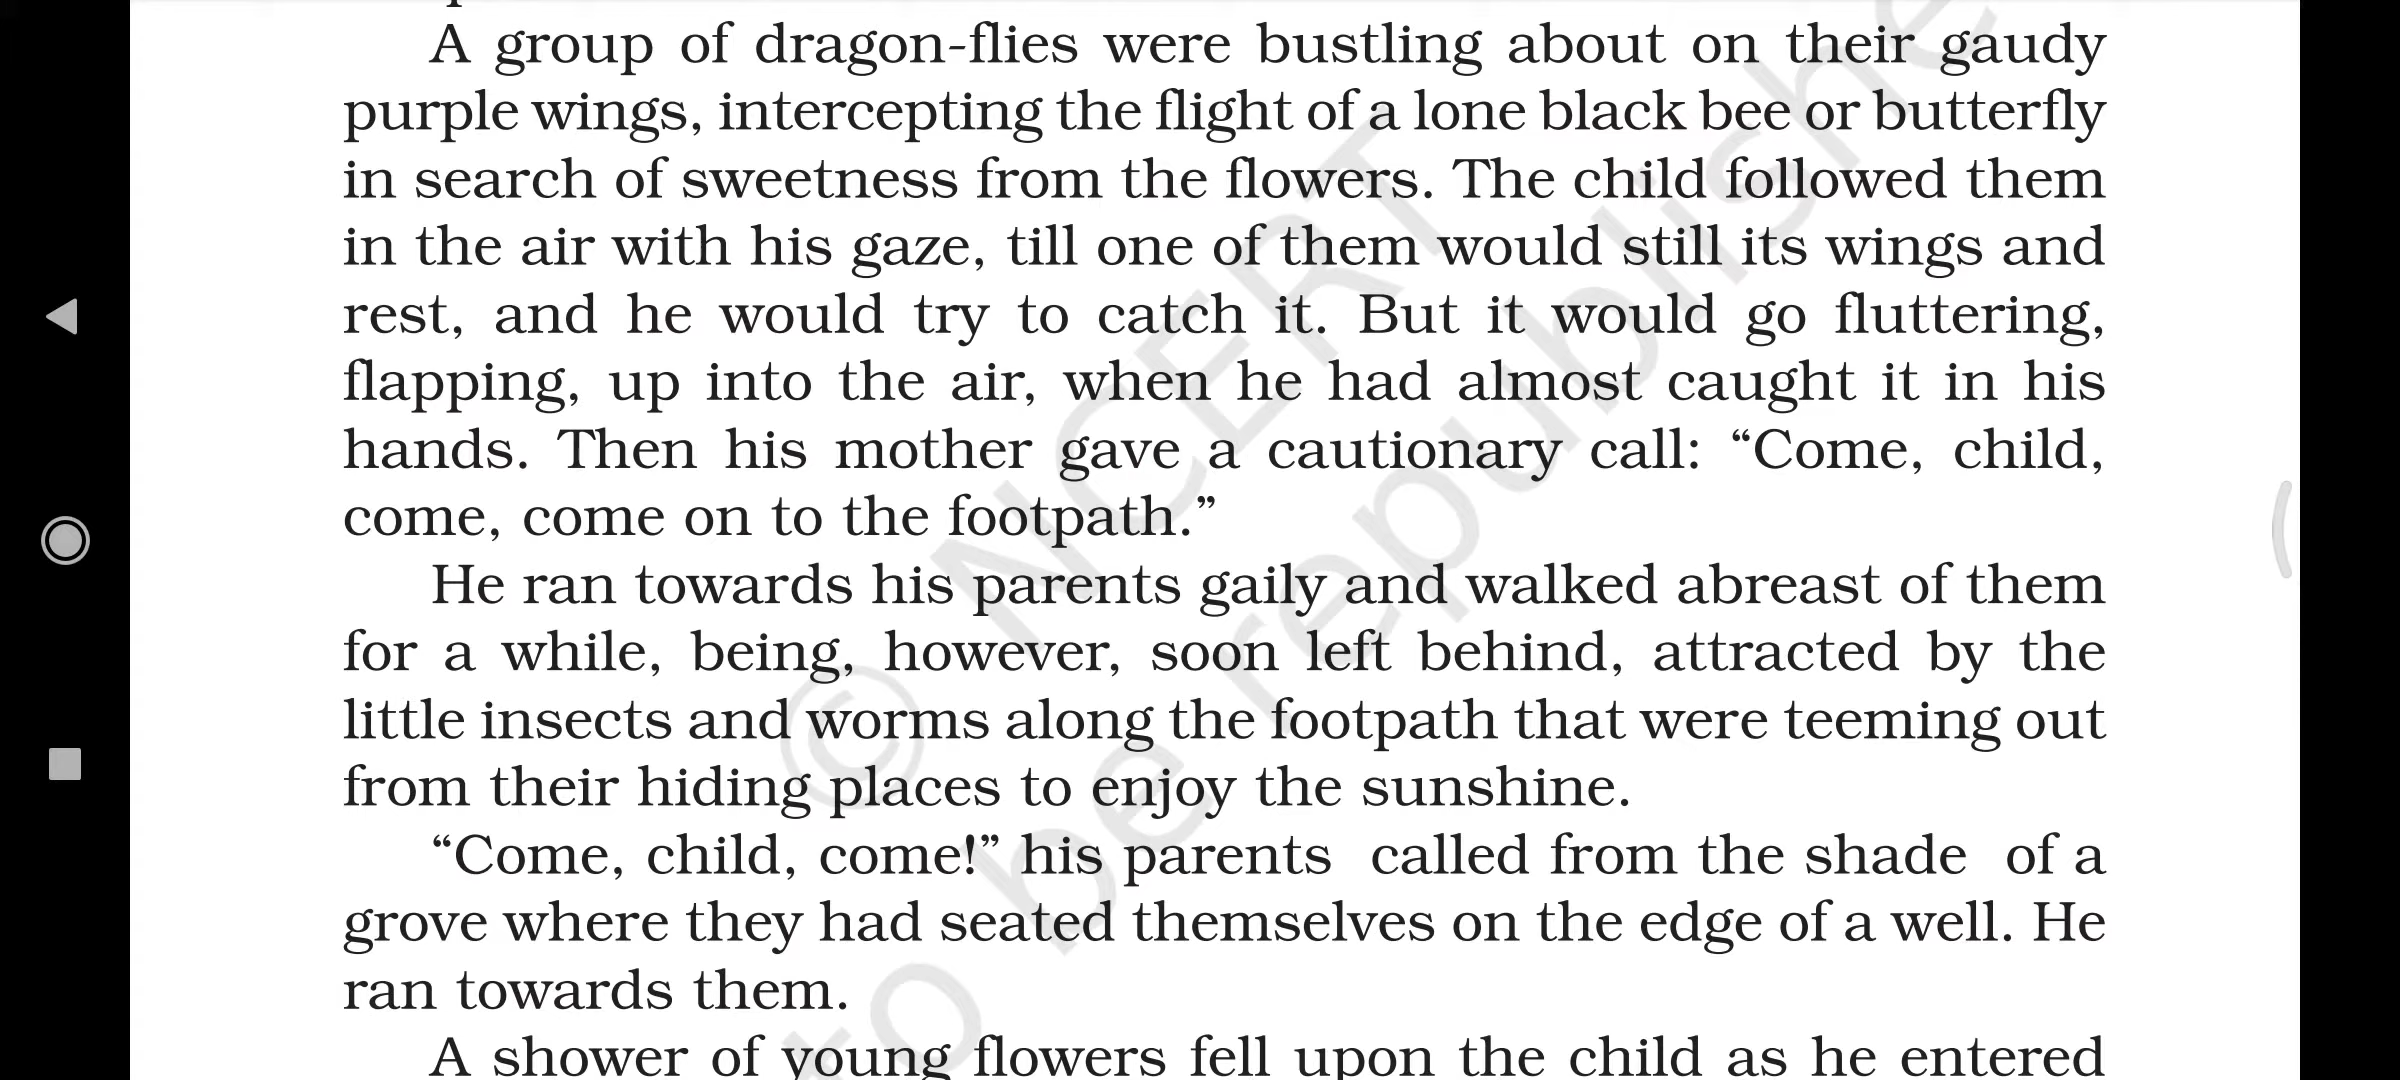 A group of dragon-flies were bustling about on their gaudy
purple wings, intercepting the flight of a lone black bee or butterfly
in search of sweetness from the flowers. The child followed them
in the air with his gaze, till one of them would still its wings and
rest, and he would try to catch it. But it would go fluttering,
flapping, up into the air, when he had almost caught it in his
hands. Then his mother gave a cautionary call: “Come, child,
come, come on to the footpath.”
He ran towards his parents gaily and walked abreast of them
for a while, being, however, soon left behind, attracted by the
little insects and worms along the footpath that were teeming out
from their hiding places to enjoy the sunshine.
“Come, child, come!” his parents called from the shade of a
grove where they had seated themselves on the edge of a well. He
ran towards them.
A shower of young flowers fell upon the child as he entered
© NCERT
to be republishe